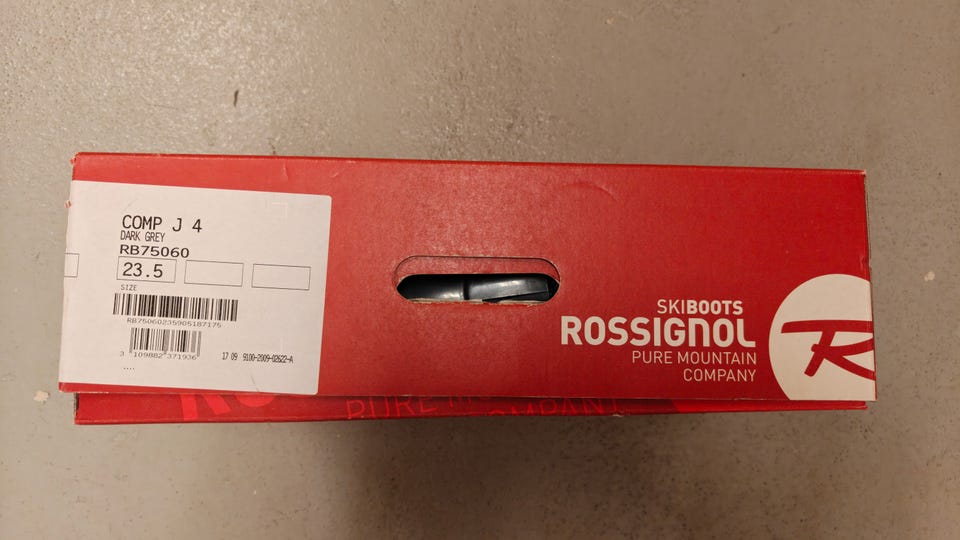 COMP J 4
DARK GREY
RB75060
23.5
SIZE
RB75060235905187175
3 109882 371936
17 09 9100-2009-02622-A
SKIBOOTS
ROSSIGNOL
PURE MOUNTAIN
COMPANY
R